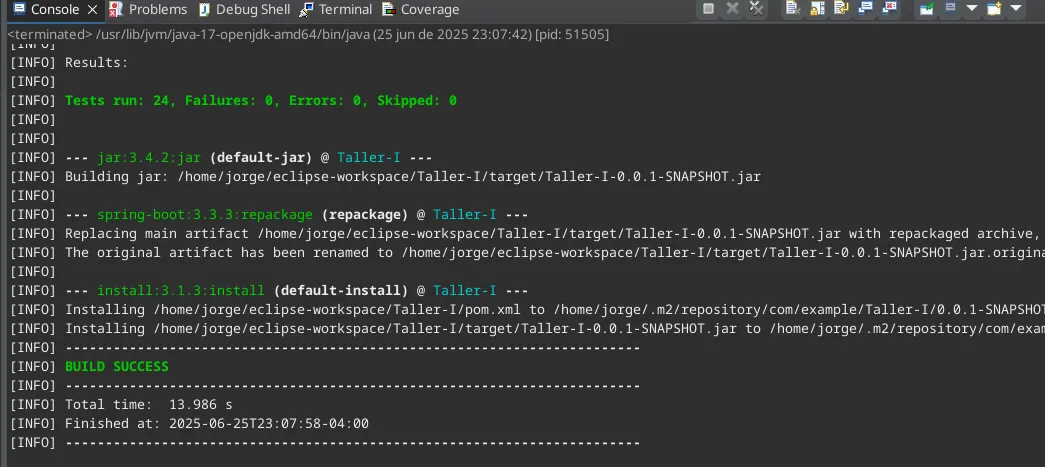 Console Problems Debug Shell Terminal Coverage
<terminated> /usr/lib/jvm/java-17-openjdk-amd64/bin/java (25 jun de 2025 23:07:42) [pid: 51505]
[INFO]
[INFO] Results:
[INFO]
[INFO] Tests run: 24, Failures: 0, Errors: 0, Skipped: 0
[INFO]
[INFO]
[INFO] --- jar:3.4.2:jar (default-jar) @ Taller-I ---
[INFO] Building jar: /home/jorge/eclipse-workspace/Taller-I/target/Taller-I-0.0.1-SNAPSHOT.jar
[INFO]
[INFO] --- spring-boot:3.3.3:repackage (repackage) @ Taller-I ---
[INFO] Replacing main artifact /home/jorge/eclipse-workspace/Taller-I/target/Taller-I-0.0.1-SNAPSHOT.jar with repackaged archive,
[INFO] The original artifact has been renamed to /home/jorge/eclipse-workspace/Taller-I/target/Taller-I-0.0.1-SNAPSHOT.jar.origina
[INFO]
[INFO] --- install:3.1.3:install (default-install) @ Taller-I ---
[INFO] Installing /home/jorge/eclipse-workspace/Taller-I/pom.xml to /home/jorge/.m2/repository/com/example/Taller-I/0.0.1-SNAPSHOT
[INFO] Installing /home/jorge/eclipse-workspace/Taller-I/target/Taller-I-0.0.1-SNAPSHOT.jar to /home/jorge/.m2/repository/com/exam
[INFO] ------------------------------------------------------------------------
[INFO] BUILD SUCCESS
[INFO] ------------------------------------------------------------------------
[INFO] Total time:  13.986 s
[INFO] Finished at: 2025-06-25T23:07:58-04:00
[INFO] ------------------------------------------------------------------------